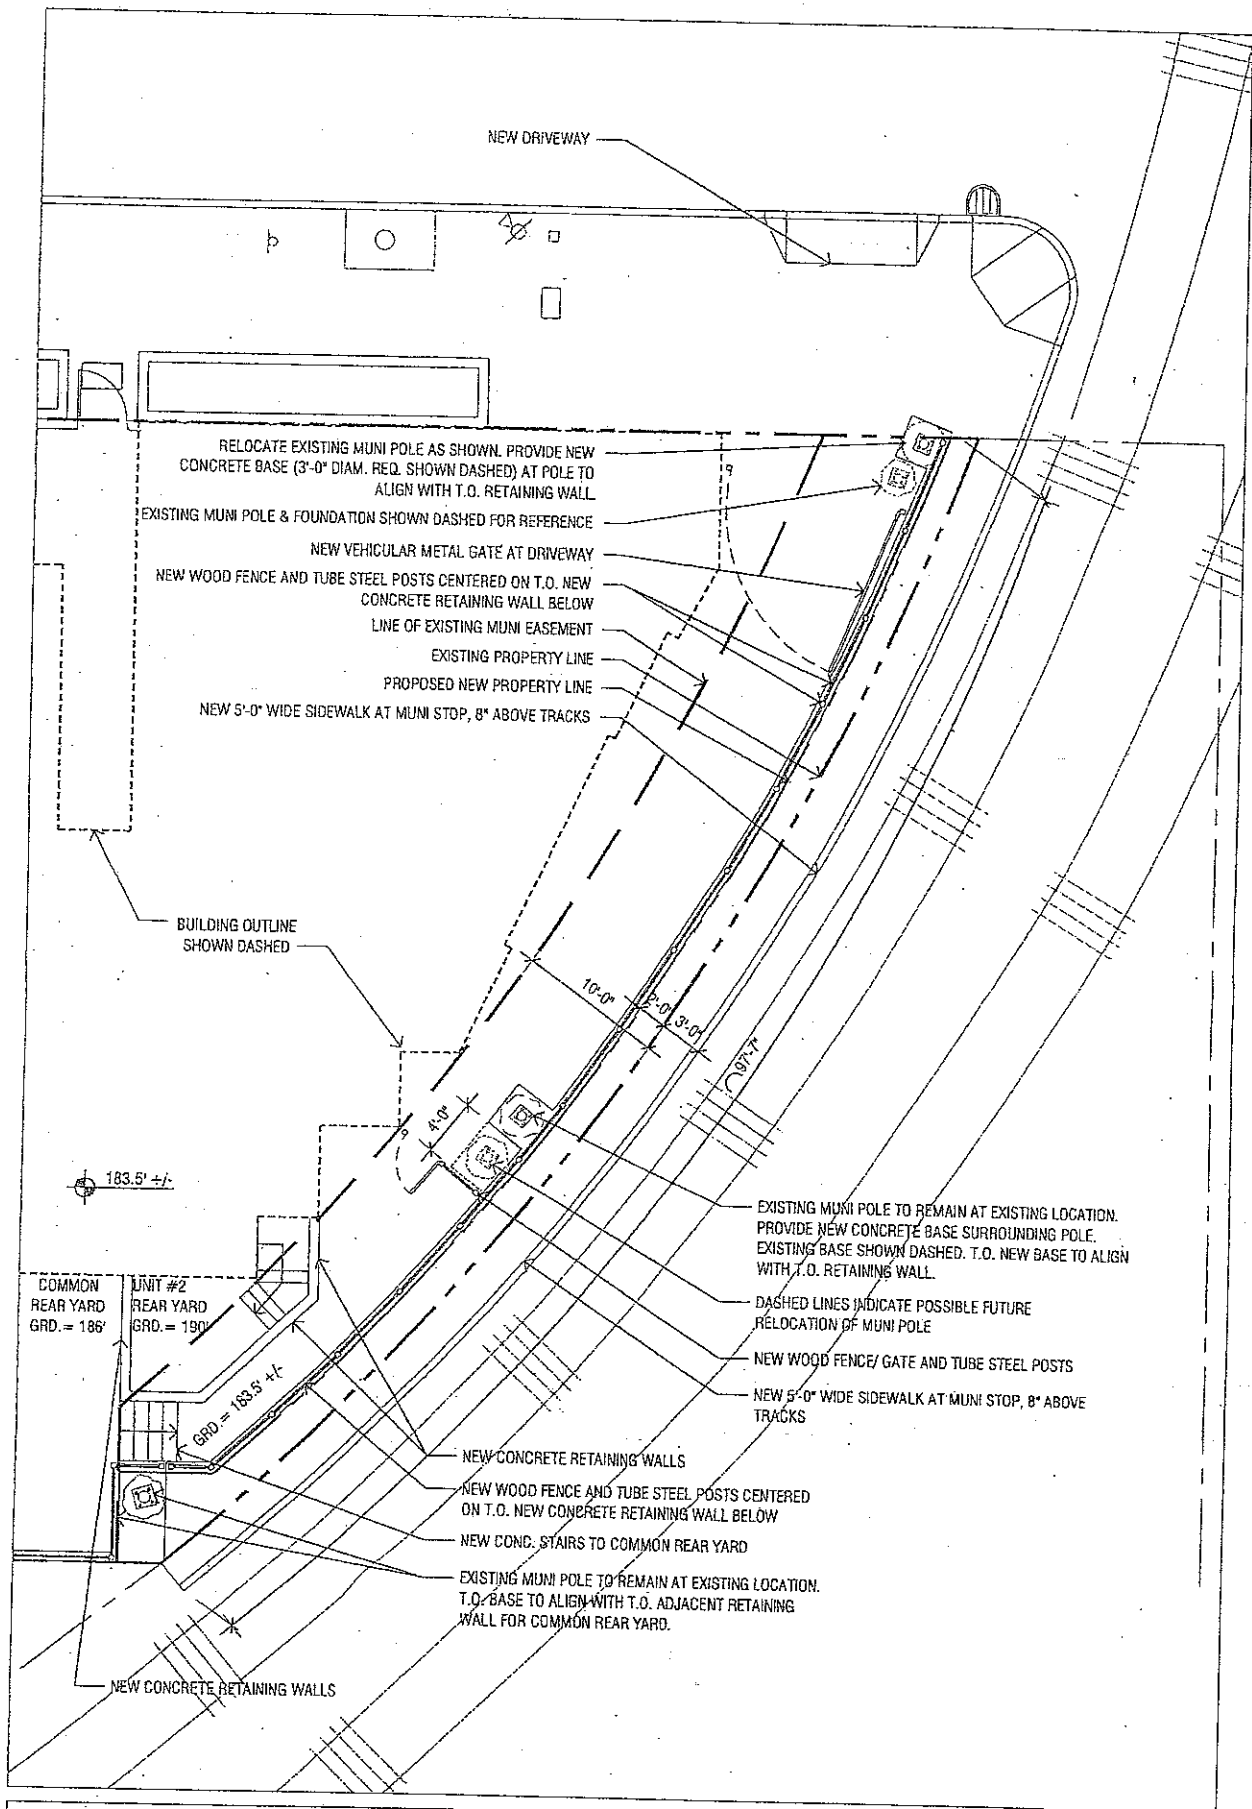 NEW DRIVEWAY
RELOCATE EXISTING MUNI POLE AS SHOWN. PROVIDE NEW
CONCRETE BASE (3'-0" DIAM. REQ. SHOWN DASHED) AT POLE TO
ALIGN WITH T.O. RETAINING WALL
EXISTING MUNI POLE & FOUNDATION SHOWN DASHED FOR REFERENCE
NEW VEHICULAR METAL GATE AT DRIVEWAY
NEW WOOD FENCE AND TUBE STEEL POSTS CENTERED ON T.O. NEW
CONCRETE RETAINING WALL BELOW
LINE OF EXISTING MUNI EASEMENT
EXISTING PROPERTY LINE
PROPOSED NEW PROPERTY LINE
NEW 5'-0" WIDE SIDEWALK AT MUNI STOP, 8" ABOVE TRACKS
BUILDING OUTLINE
SHOWN DASHED
10'-0"
2'-0"
3'-0"
97'-7"
4'-0"
183.5' +/-
EXISTING MUNI POLE TO REMAIN AT EXISTING LOCATION.
PROVIDE NEW CONCRETE BASE SURROUNDING POLE.
EXISTING BASE SHOWN DASHED. T.O. NEW BASE TO ALIGN
WITH T.O. RETAINING WALL.
DASHED LINES INDICATE POSSIBLE FUTURE
RELOCATION OF MUNI POLE
NEW WOOD FENCE/ GATE AND TUBE STEEL POSTS
NEW 5'-0" WIDE SIDEWALK AT MUNI STOP, 8" ABOVE
TRACKS
COMMON
REAR YARD
GRD. = 186'
UNIT #2
REAR YARD
GRD. = 190'
GRD. = 183.5' +/-
NEW CONCRETE RETAINING WALLS
NEW WOOD FENCE AND TUBE STEEL POSTS CENTERED
ON T.O. NEW CONCRETE RETAINING WALL BELOW
NEW CONC. STAIRS TO COMMON REAR YARD
EXISTING MUNI POLE TO REMAIN AT EXISTING LOCATION.
T.O. BASE TO ALIGN WITH T.O. ADJACENT RETAINING
WALL FOR COMMON REAR YARD.
NEW CONCRETE RETAINING WALLS